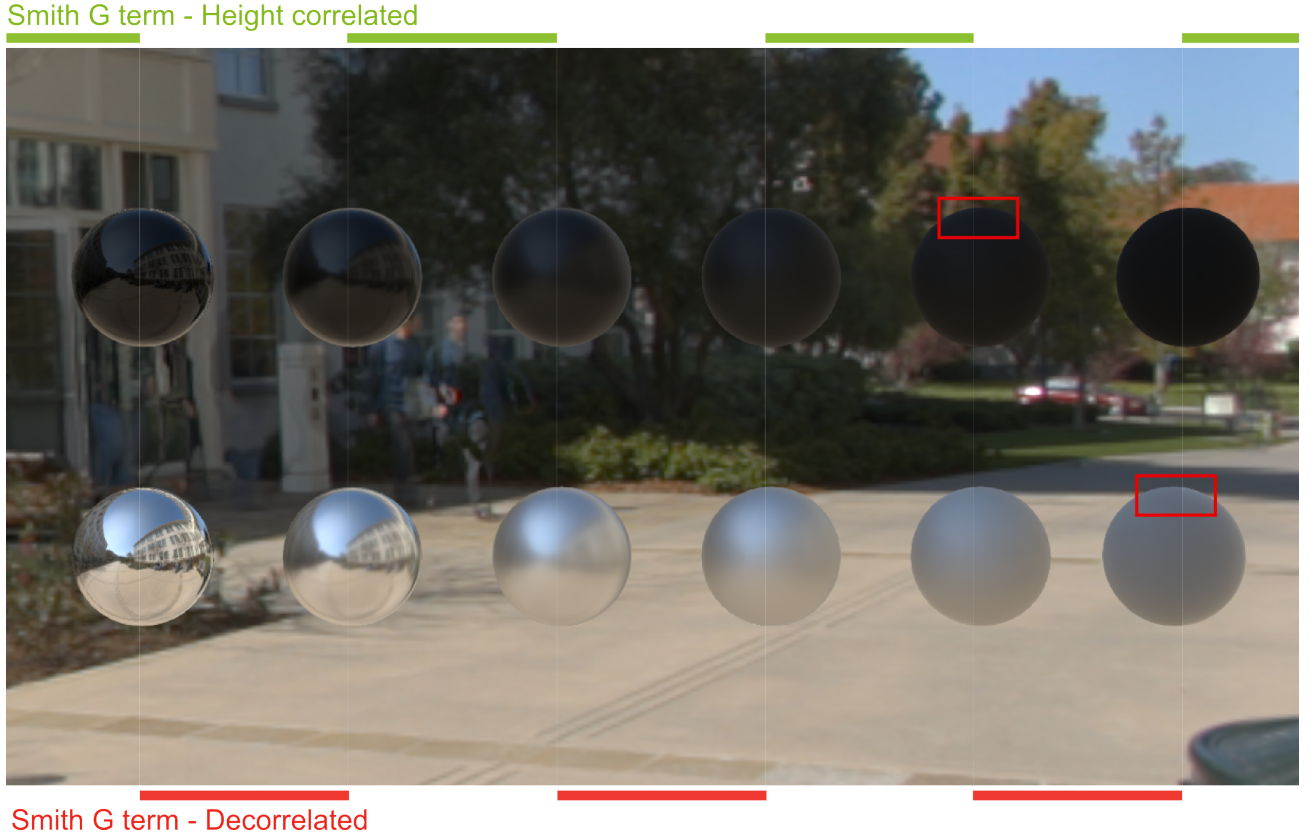 Smith G term - Height correlated
Smith G term - Decorrelated